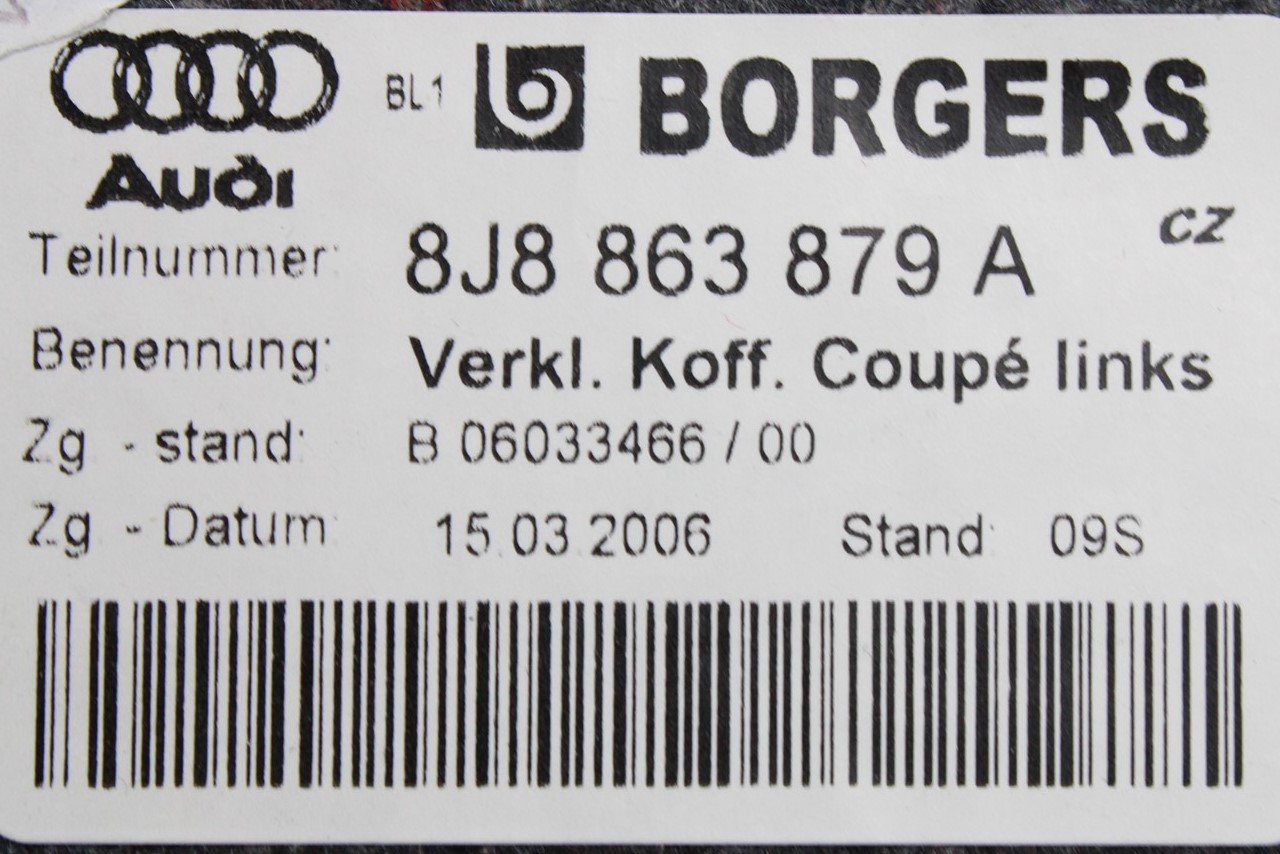 BL1 BORGERS
Audi
CZ
Teilnummer: 8J8 863 879 A
Benennung: Verkl. Koff. Coupé links
Zg - stand: B 06033466 / 00
Zg - Datum: 15.03.2006 Stand: 09S